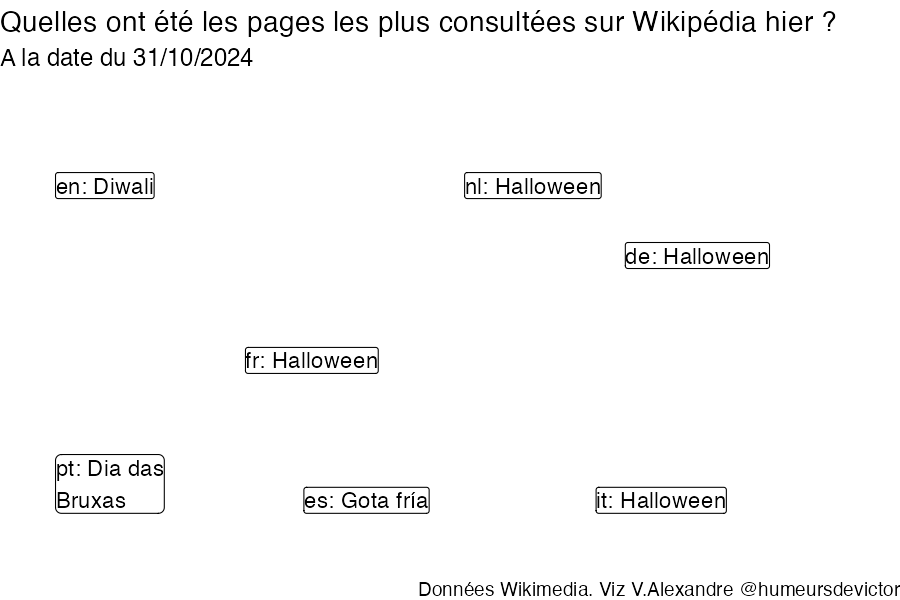 Quelles ont été les pages les plus consultées sur Wikipédia hier ?
A la date du 31/10/2024
en: Diwali
nl: Halloween
de: Halloween
fr: Halloween
pt: Dia das
Bruxas
es: Gota fría
it: Halloween
Données Wikimedia. Viz V.Alexandre @humeursdevictor